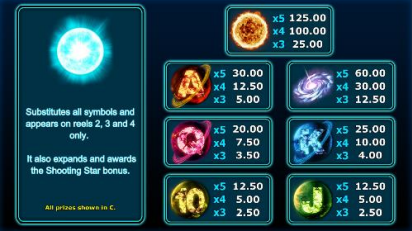 Substitutes all symbols and
appears on reels 2, 3 and 4
only.
It also expands and awards
the Shooting Star bonus.
All prizes shown in £.
x5 125.00
x4 100.00
x3 25.00
A
x5 30.00
x4 12.50
x3 5.00
x5 60.00
x4 30.00
x3 12.50
Q
x5 20.00
x4 7.50
x3 3.50
K
x5 25.00
x4 10.00
x3 4.00
10
x5 12.50
x4 5.00
x3 2.50
J
x5 12.50
x4 5.00
x3 2.50